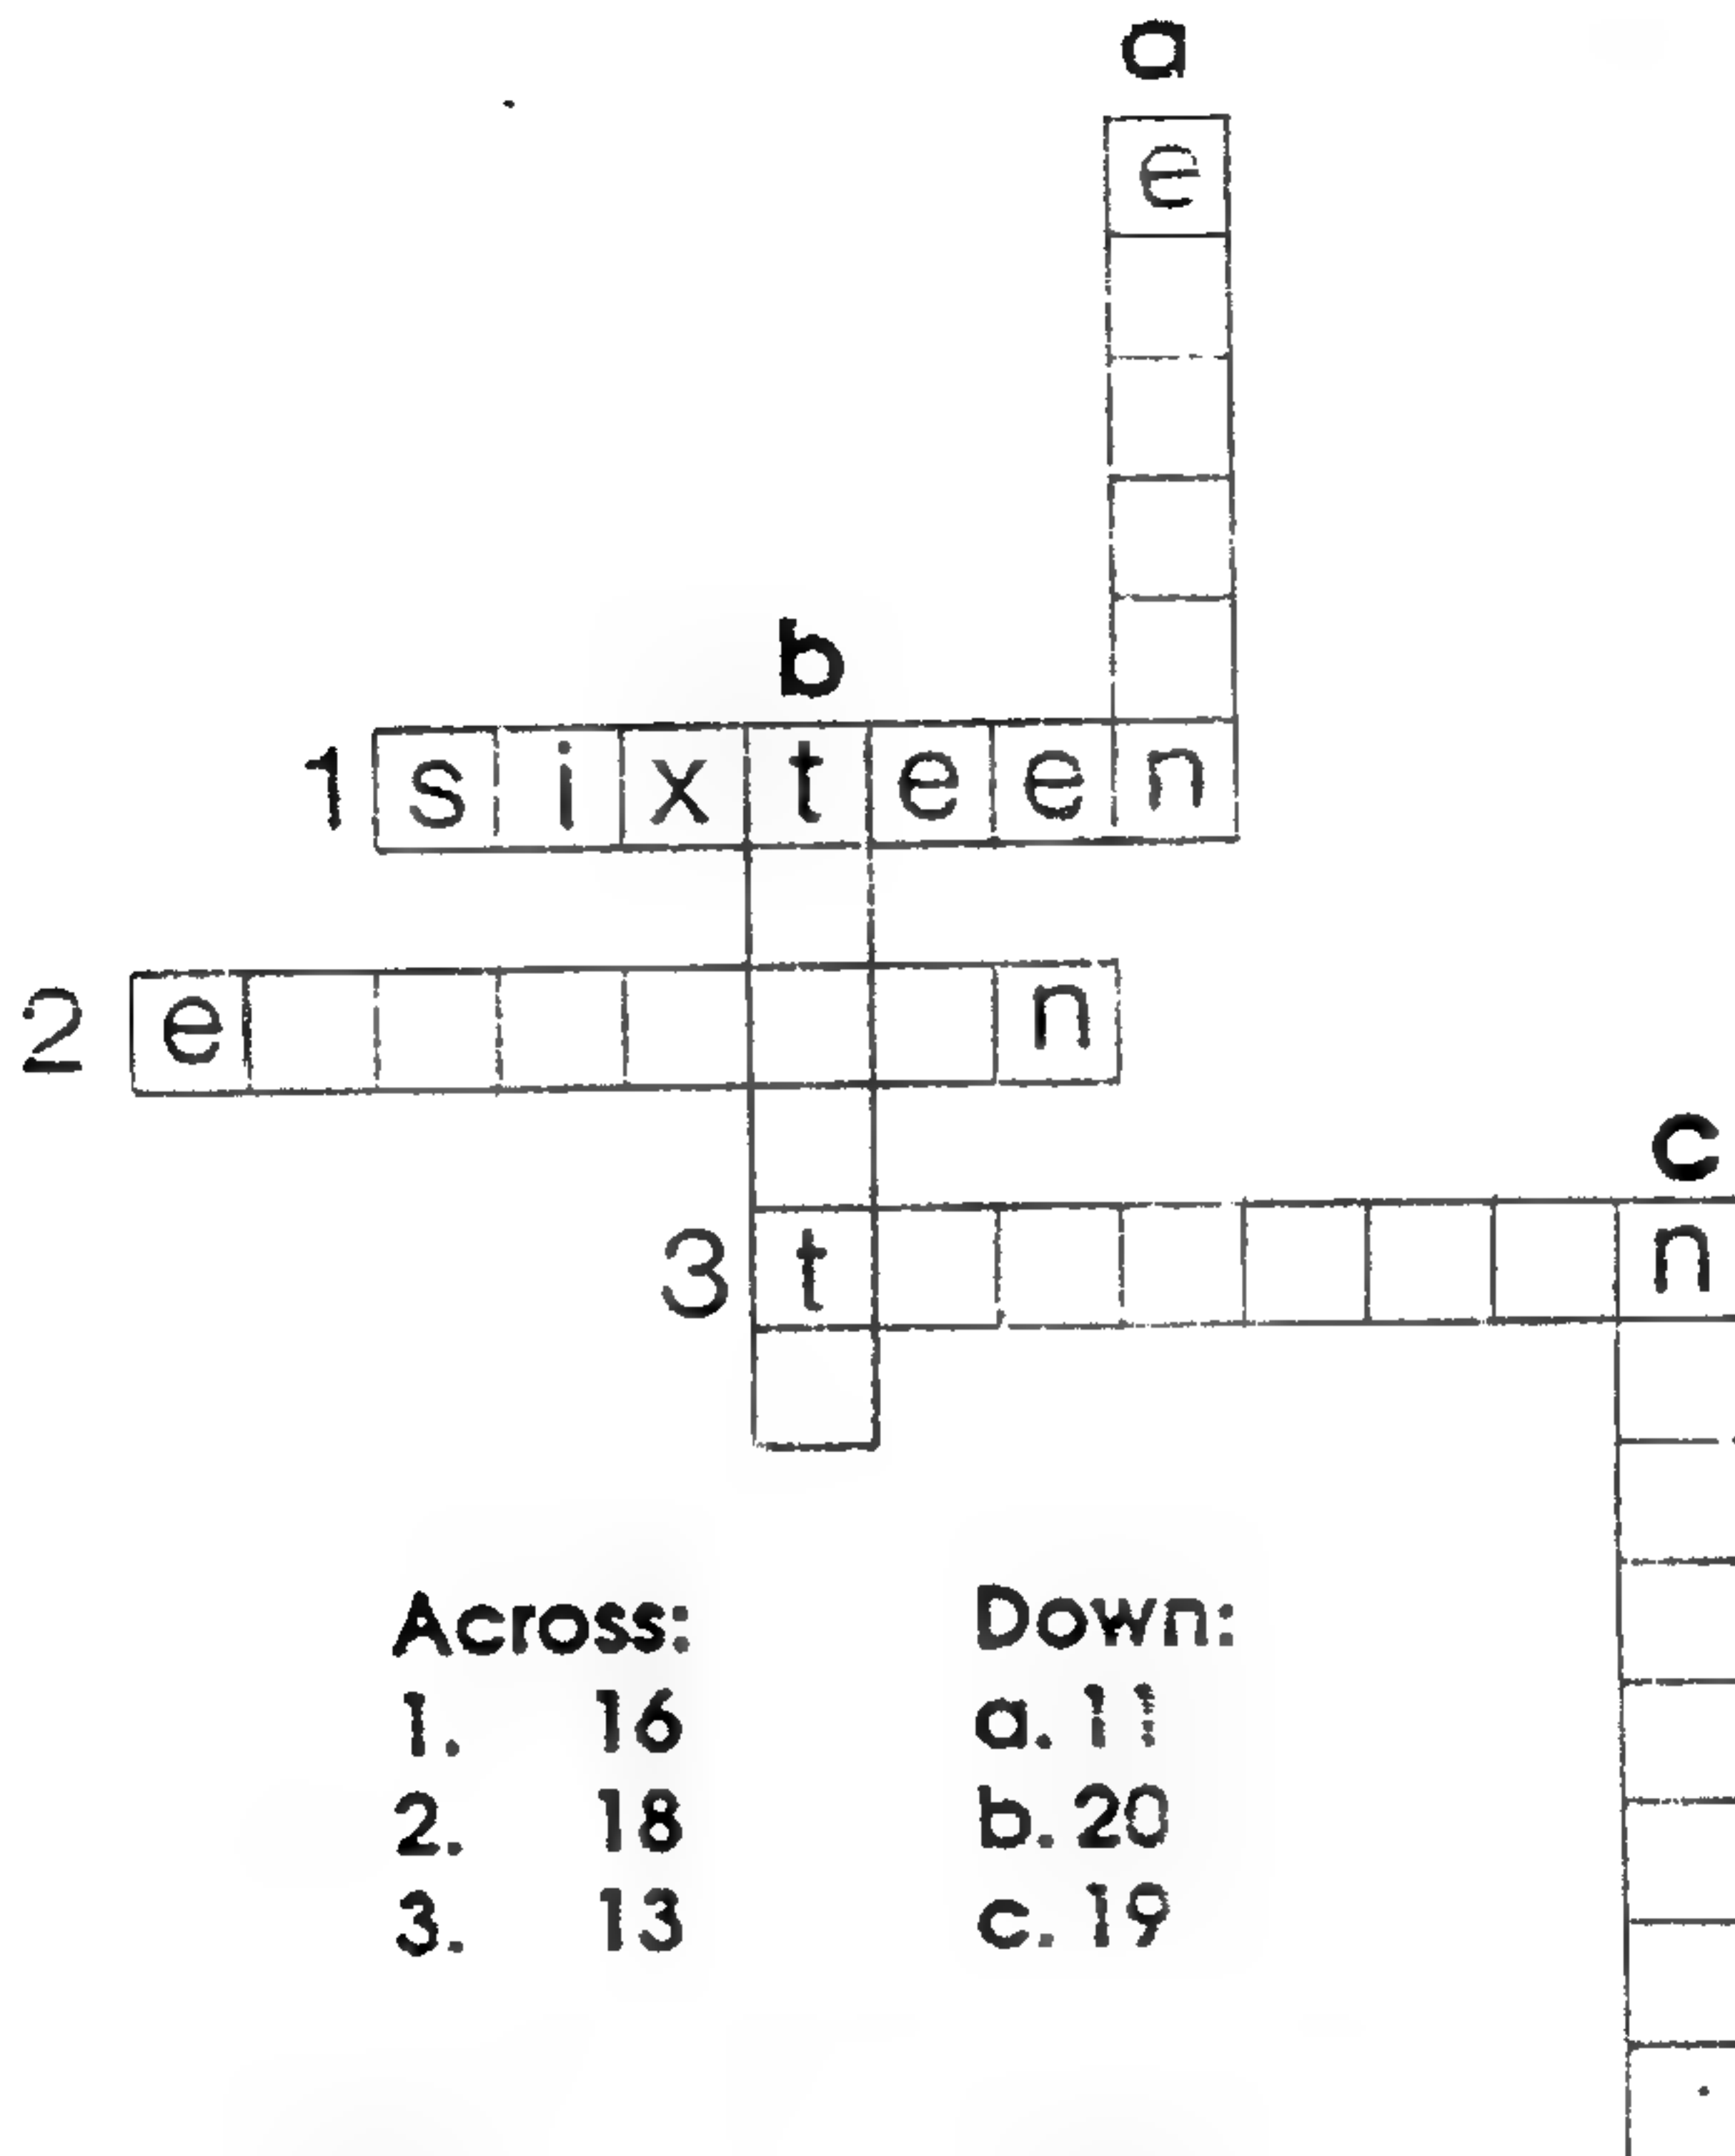 a
e
b
1 s i x t e e n
2 e n
c
3 t n
Across: Down:
1. 16 a. 11
2. 18 b. 20
3. 13 c. 19